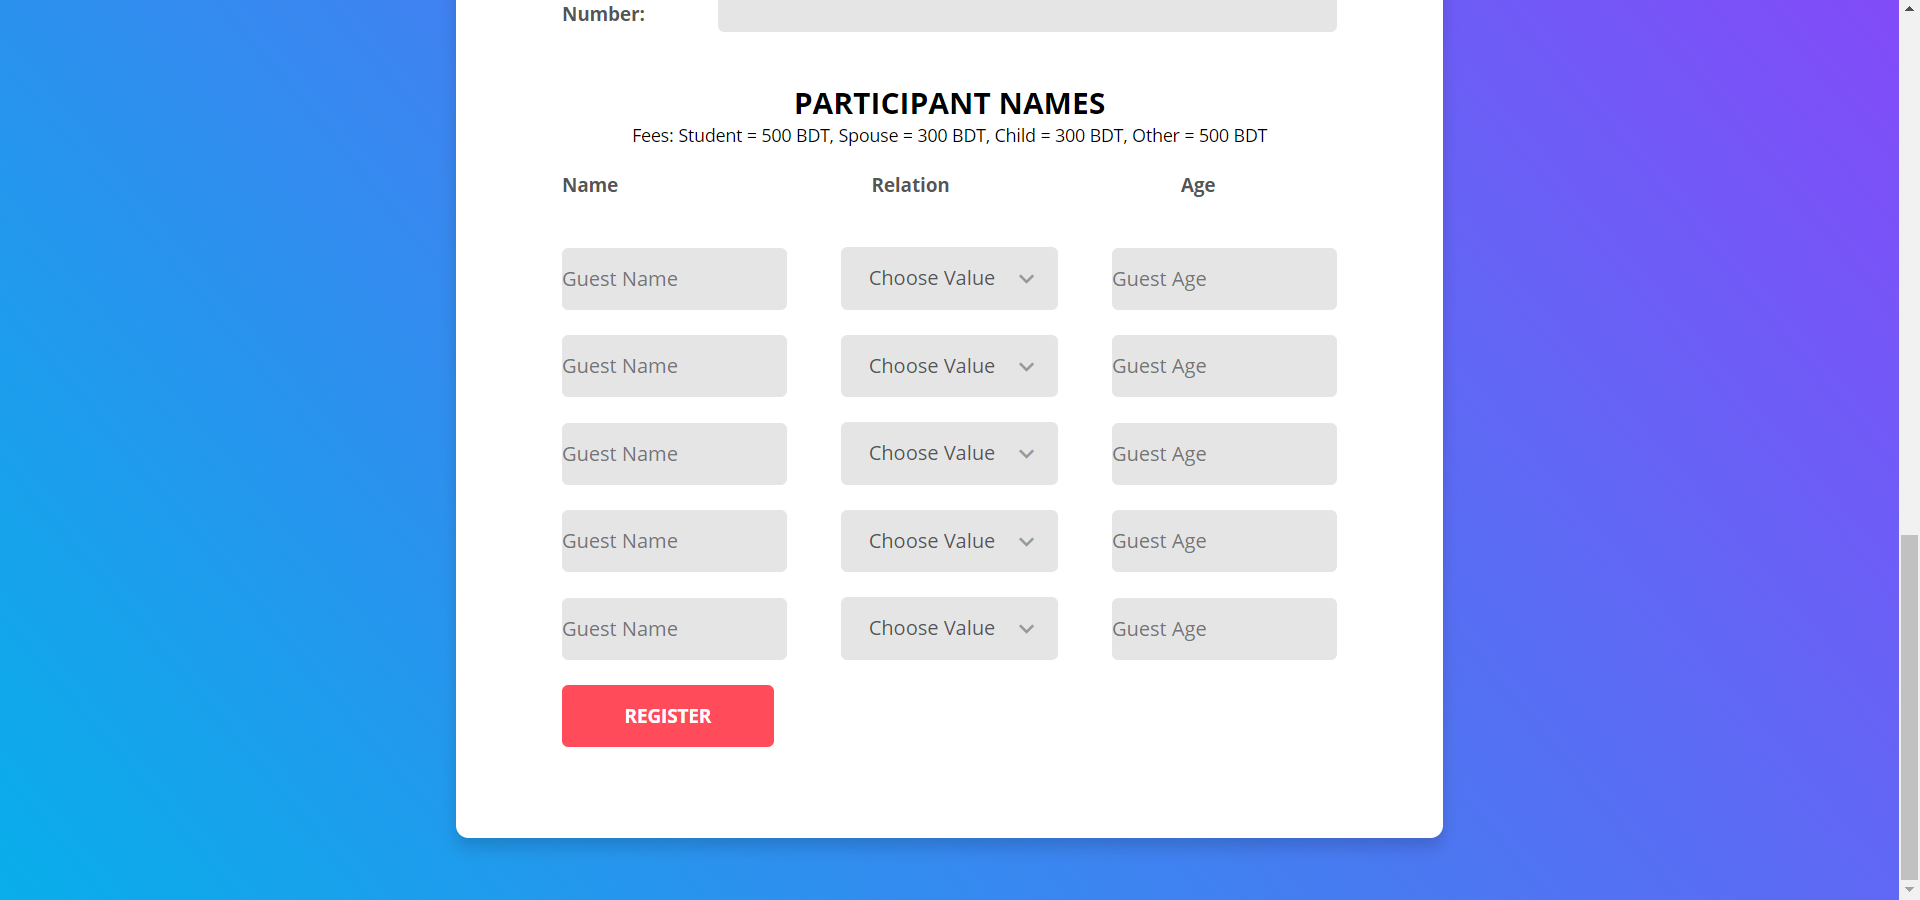 Number:
PARTICIPANT NAMES
Fees: Student = 500 BDT, Spouse = 300 BDT, Child = 300 BDT, Other = 500 BDT
Name Relation Age
Guest Name Choose Value Guest Age
Guest Name Choose Value Guest Age
Guest Name Choose Value Guest Age
Guest Name Choose Value Guest Age
Guest Name Choose Value Guest Age
REGISTER